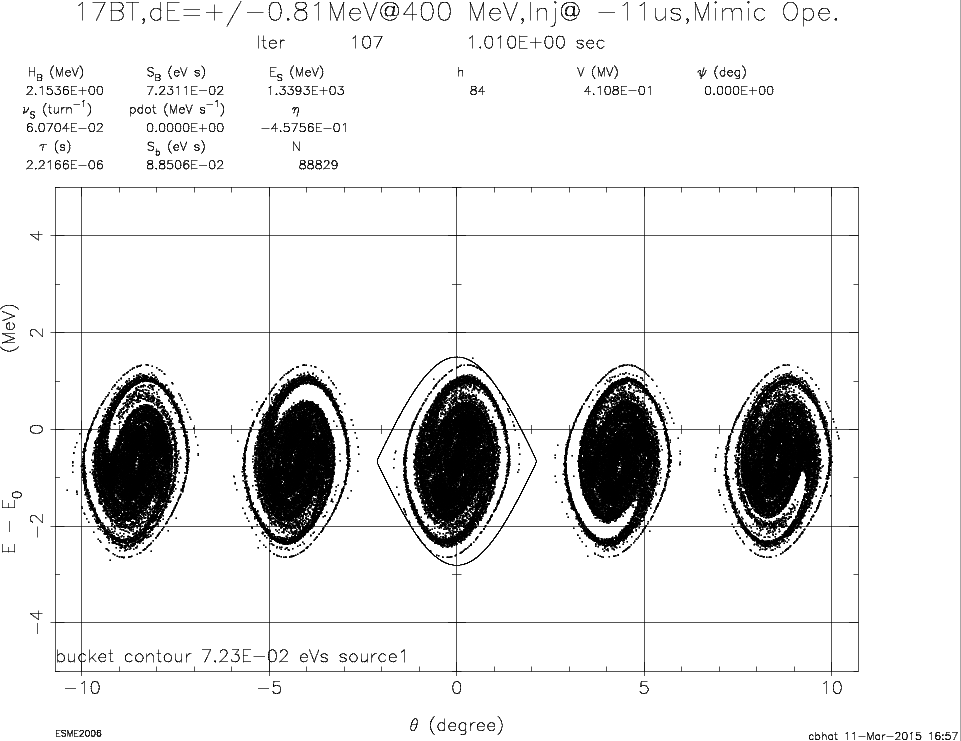 17BT,dE=+/−0.81MeV@400 MeV,Inj@ −11us,Mimic Ope.
Iter 107 1.010E+00 sec
H_B (MeV) S_B (eV s) E_S (MeV) h V (MV) ψ (deg)
2.1536E+00 7.2311E−02 1.3393E+03 84 4.108E−01 0.000E+00
ν_S (turn⁻¹) pdot (MeV s⁻¹) η
6.0704E−02 0.0000E+00 −4.5756E−01
τ (s) S_b (eV s) N
2.2166E−06 8.8506E−02 88829
4
2
0
−2
−4
E − E_0 (MeV)
bucket contour 7.23E−02 eVs source1
−10 −5 0 5 10
θ (degree)
ESME2006
cbhat 11−Mar−2015 16:57